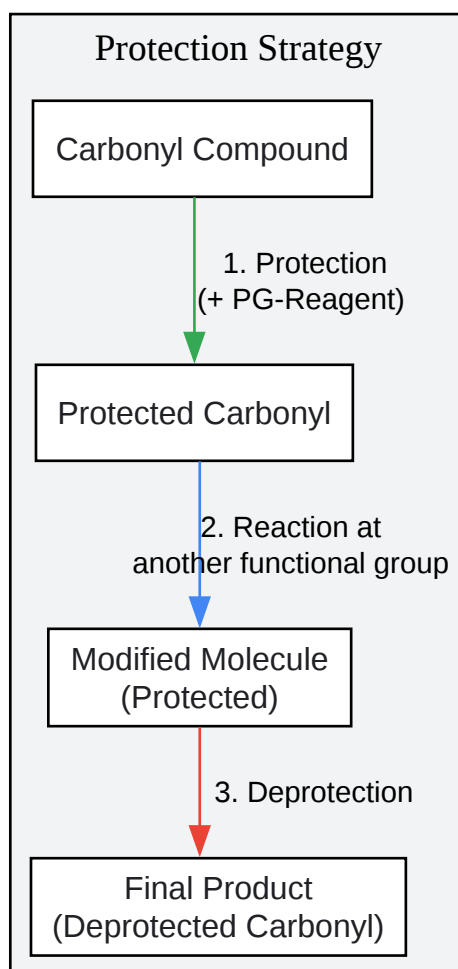 Protection Strategy
Carbonyl Compound
1. Protection
(+ PG-Reagent)
Protected Carbonyl
2. Reaction at
another functional group
Modified Molecule
(Protected)
3. Deprotection
Final Product
(Deprotected Carbonyl)